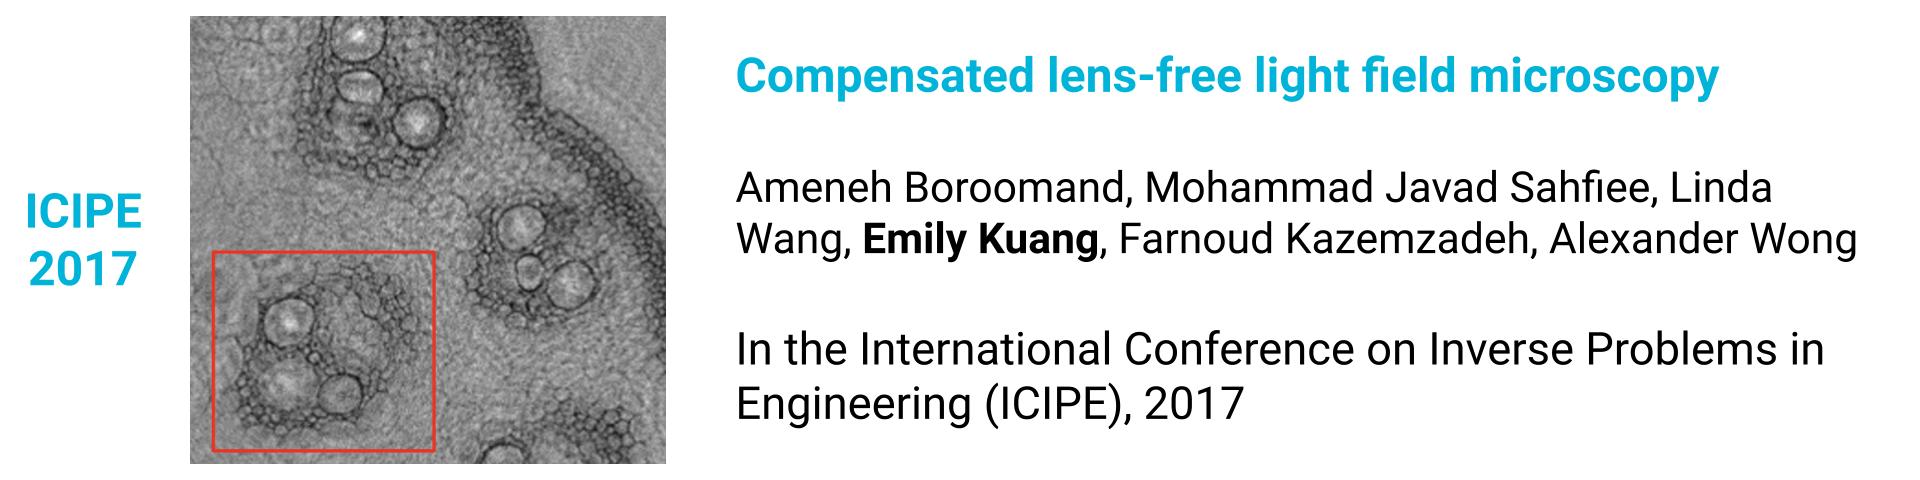 ICIPE
2017
Compensated lens-free light field microscopy
Ameneh Boroomand, Mohammad Javad Sahfiee, Linda
Wang, Emily Kuang, Farnoud Kazemzadeh, Alexander Wong
In the International Conference on Inverse Problems in
Engineering (ICIPE), 2017